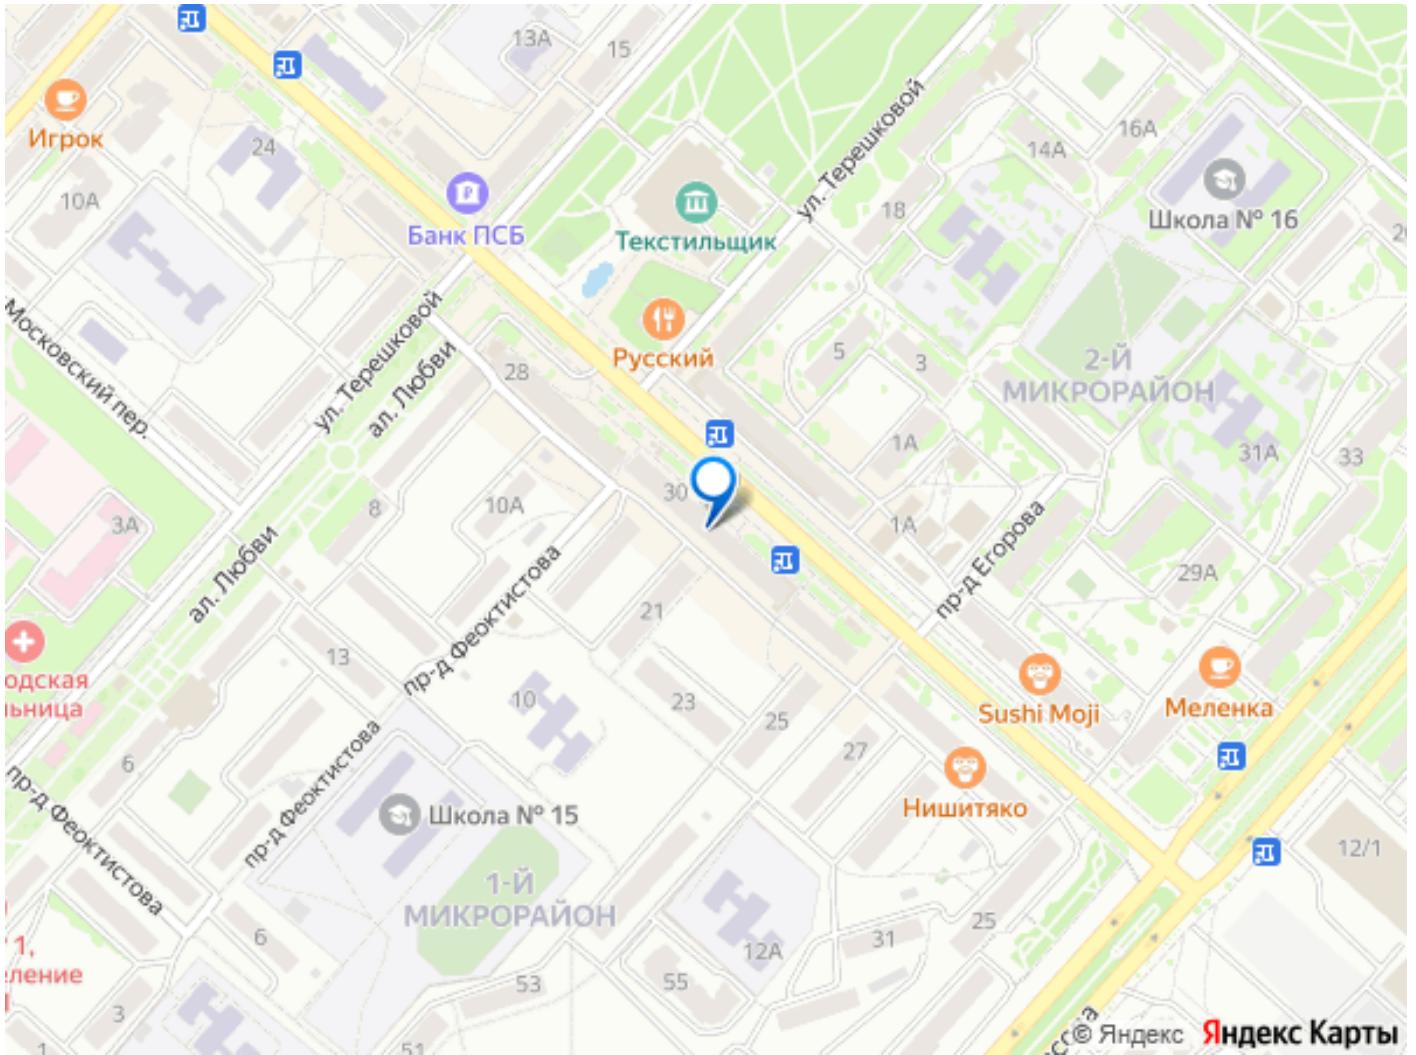 13А
15
Игрок
24
10А
Банк ПСБ
Текстильщик
ул. Терешковой
18
14А
16А
Школа № 16
Русский
5
3
2-Й
МИКРОРАЙОН
Московский пер.
ул. Терешковой
ал. Любви
28
1А
31А
33
30
10А
8
3А
1А
ал. Любви
пр-д Феоктистова
пр-д Егорова
29А
21
13
10
23
25
27
Sushi Moji
Меленка
Нишитяко
6
пр-д Феоктистова
пр-д Феоктистова
Школа № 15
1-Й
МИКРОРАЙОН
12/1
25
31
12А
55
53
6
3
1
51
1,
© Яндекс
Яндекс Карты